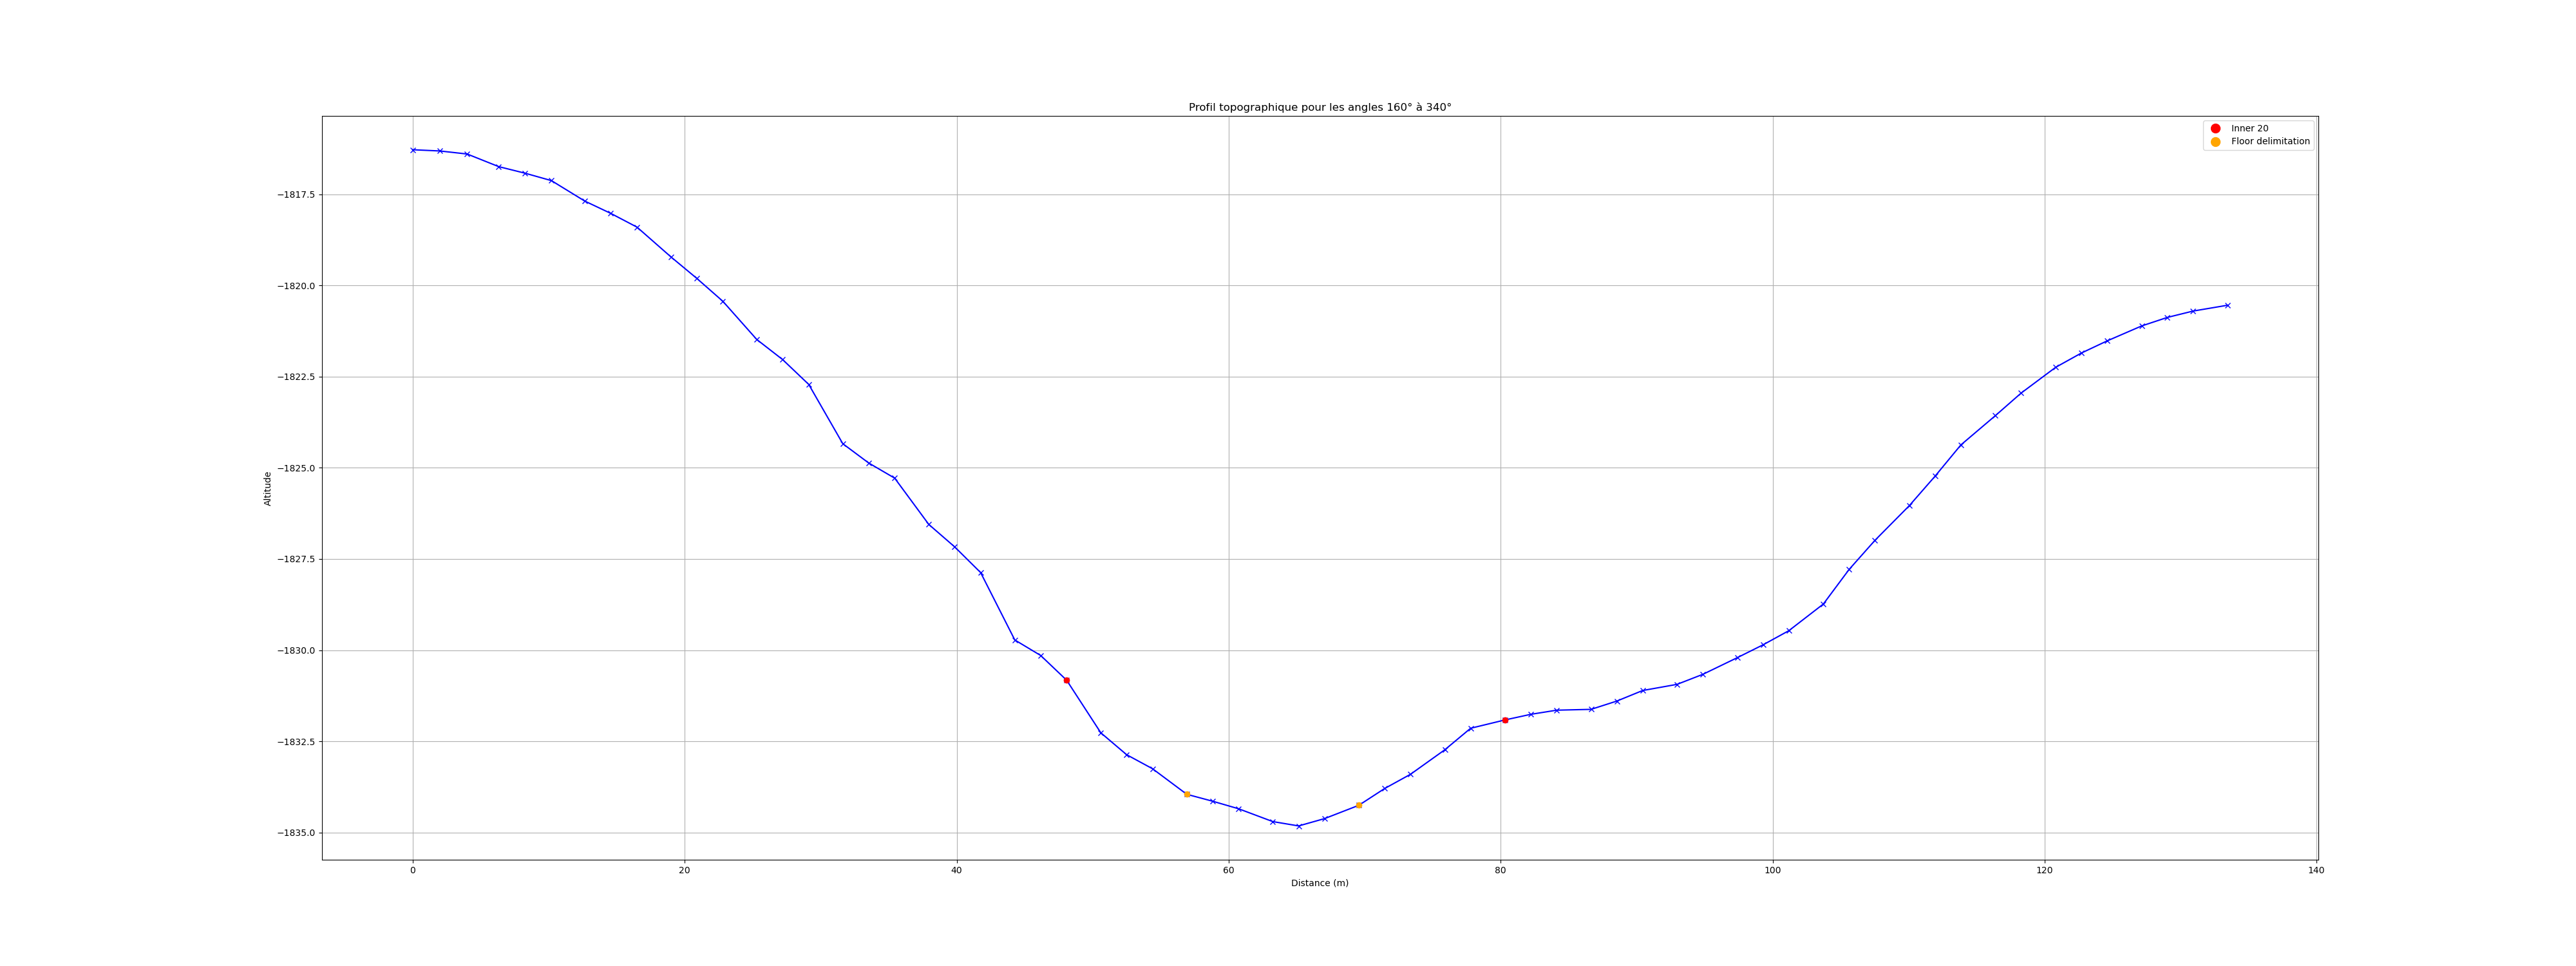 Profil topographique pour les angles 160° à 340°
Inner 20
Floor delimitation
−1817.5
−1820.0
−1822.5
−1825.0
−1827.5
−1830.0
−1832.5
−1835.0
Altitude
0 20 40 60 80 100 120 140
Distance (m)